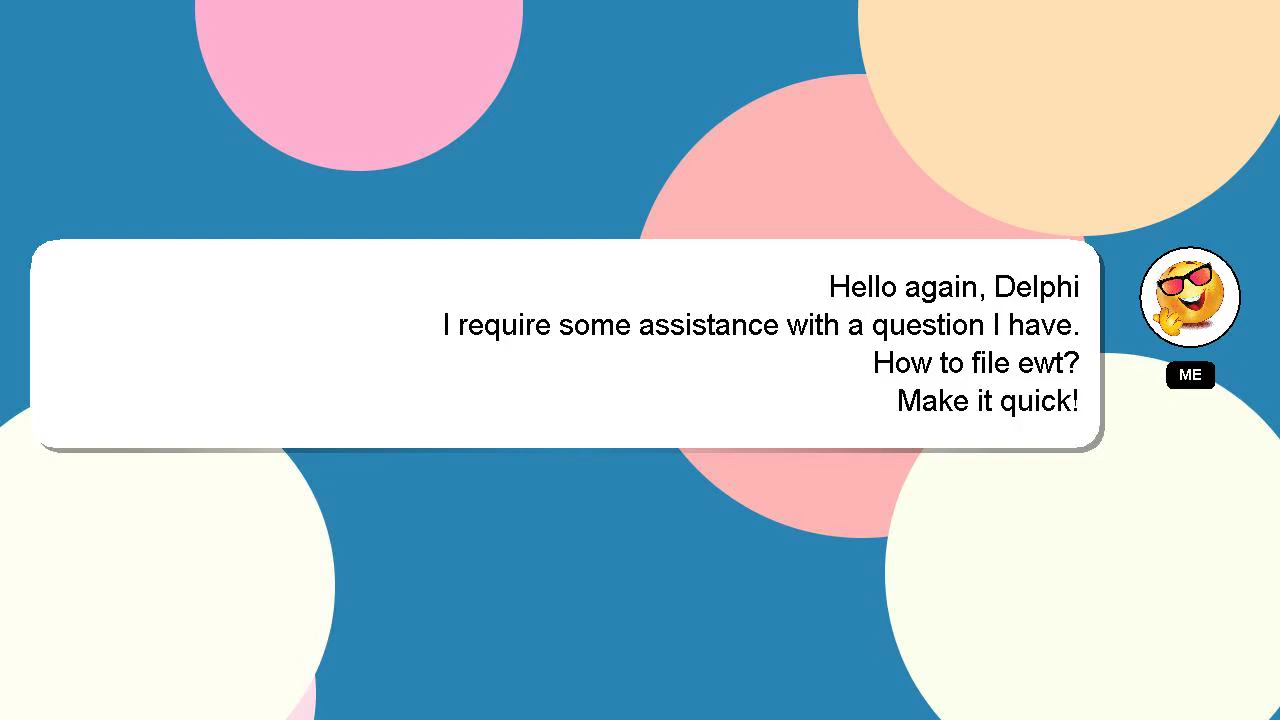 Hello again, Delphi
I require some assistance with a question I have.
How to file ewt?
Make it quick!
ME